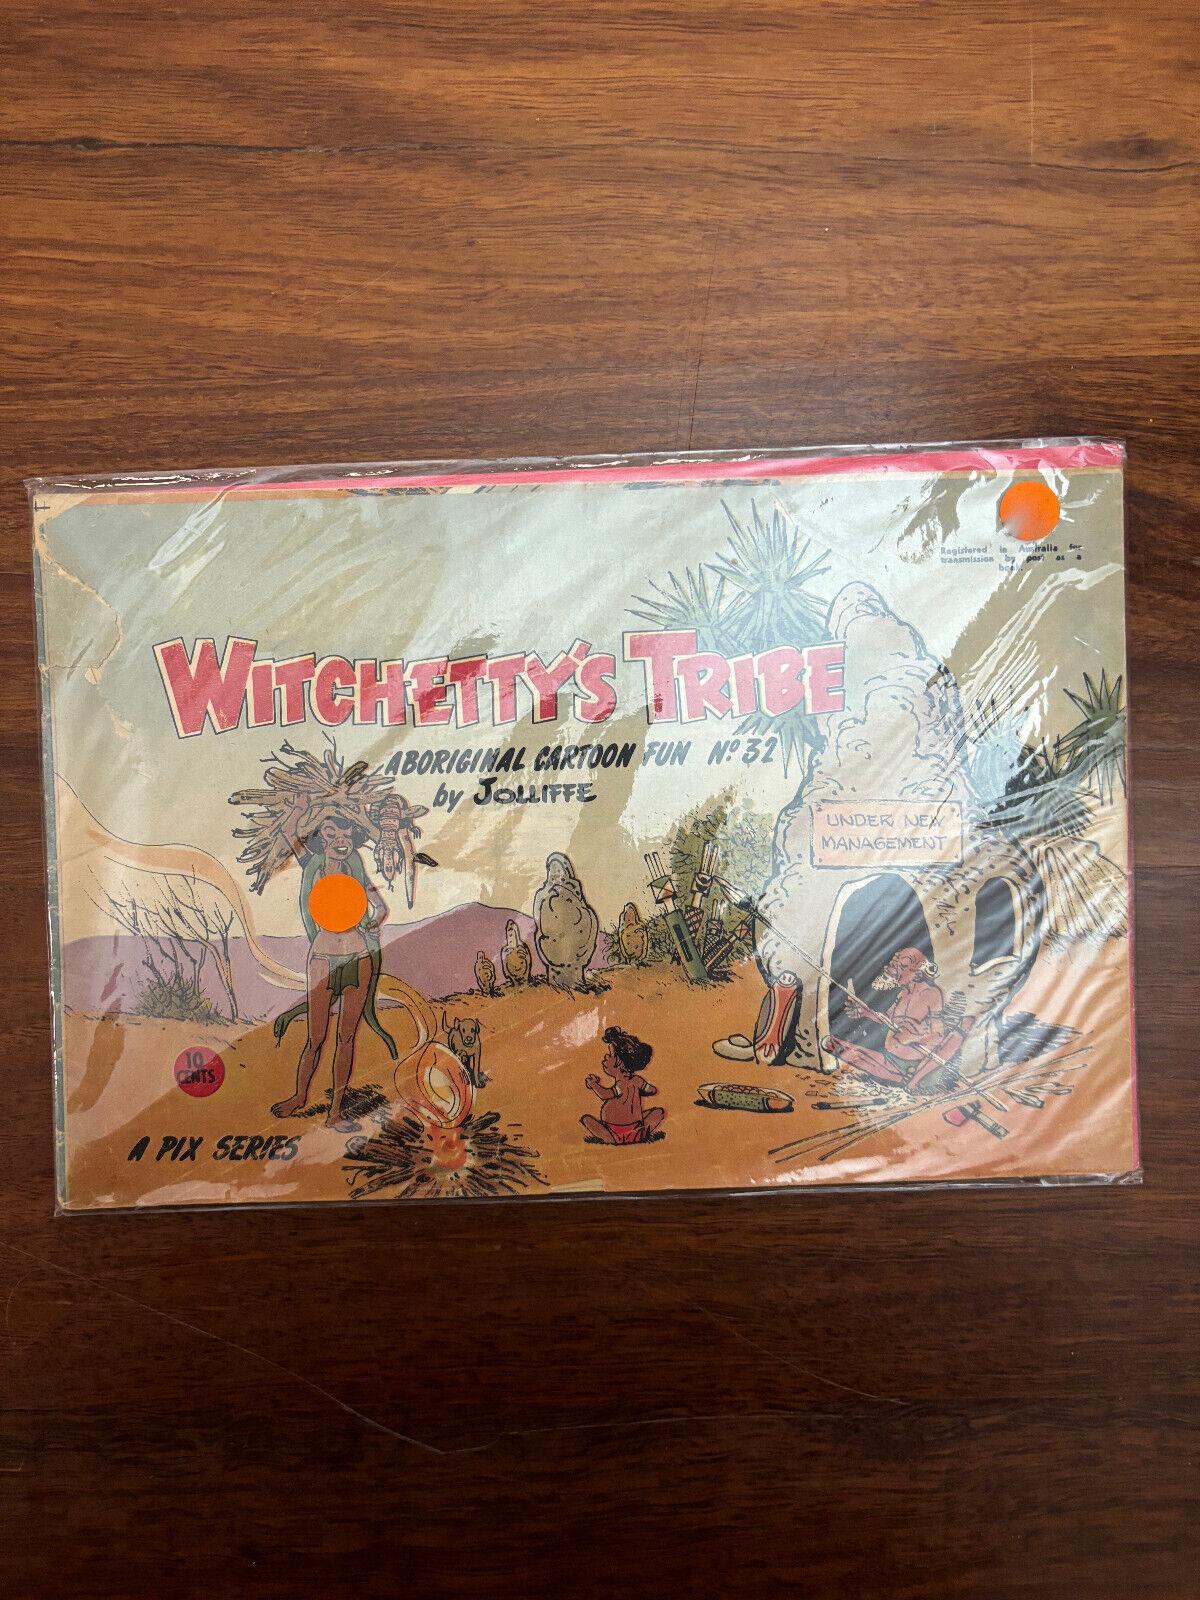 Registered in Australia for
transmission by post as a
book.
WITCHETTY'S TRIBE
ABORIGINAL CARTOON FUN Nº 32
by JOLLIFFE
UNDER NEW
MANAGEMENT
10
CENTS
A PIX SERIES